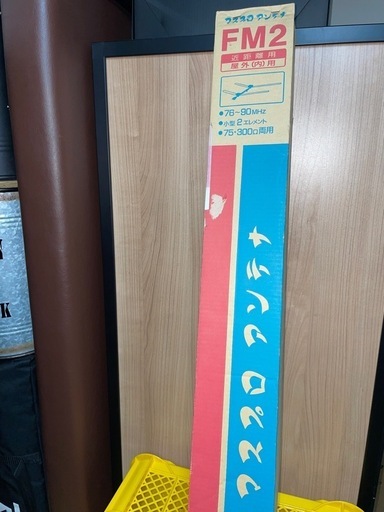 マスプロ アンテナ
FM2
近距離用
屋外(内)用
•76~90MHz
•小型2エレメント
•75・300Ω両用
マスプロ アンテナ